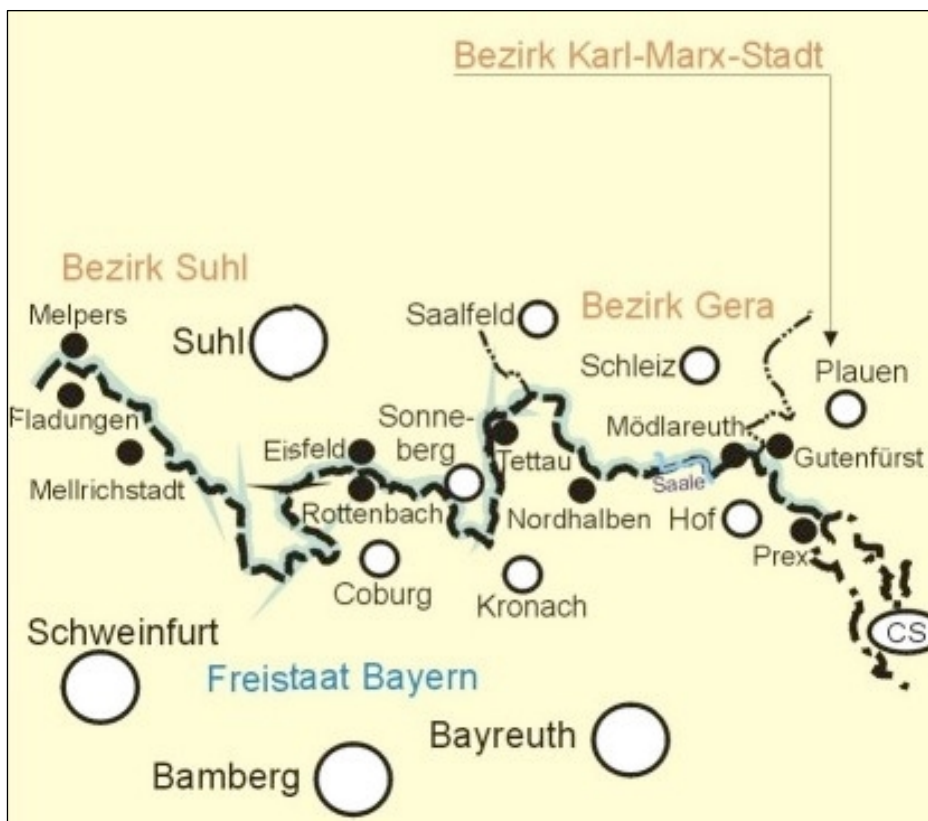 Bezirk Karl-Marx-Stadt
Bezirk Suhl
Melpers
Suhl
Saalfeld
Bezirk Gera
Schleiz
Plauen
Fladungen
Mellrichstadt
Eisfeld
Rottenbach
Sonne-
berg
Tettau
Nordhalben
Mödlareuth
Saale
Gutenfürst
Hof
Prex
Coburg
Kronach
CS
Schweinfurt
Freistaat Bayern
Bayreuth
Bamberg